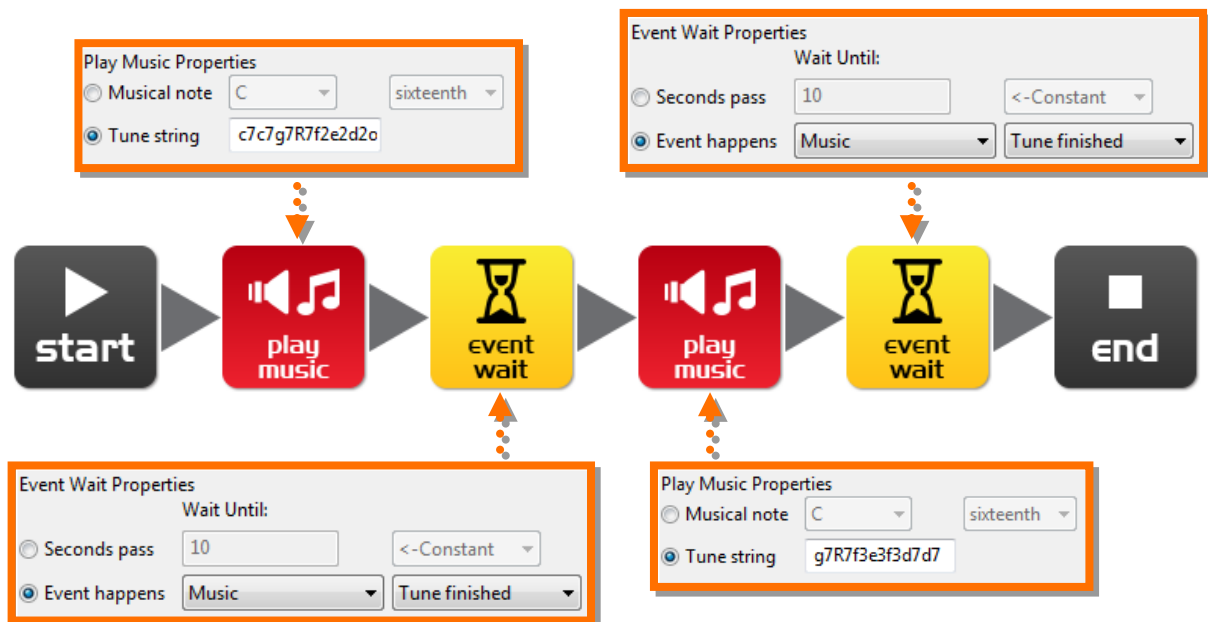 Play Music Properties
Musical note C sixteenth
Tune string c7c7g7R7f2e2d2o
Event Wait Properties
Wait Until:
Seconds pass 10 <-Constant
Event happens Music Tune finished
start
play
music
event
wait
play
music
event
wait
end
Event Wait Properties
Wait Until:
Seconds pass 10 <-Constant
Event happens Music Tune finished
Play Music Properties
Musical note C sixteenth
Tune string g7R7f3e3f3d7d7